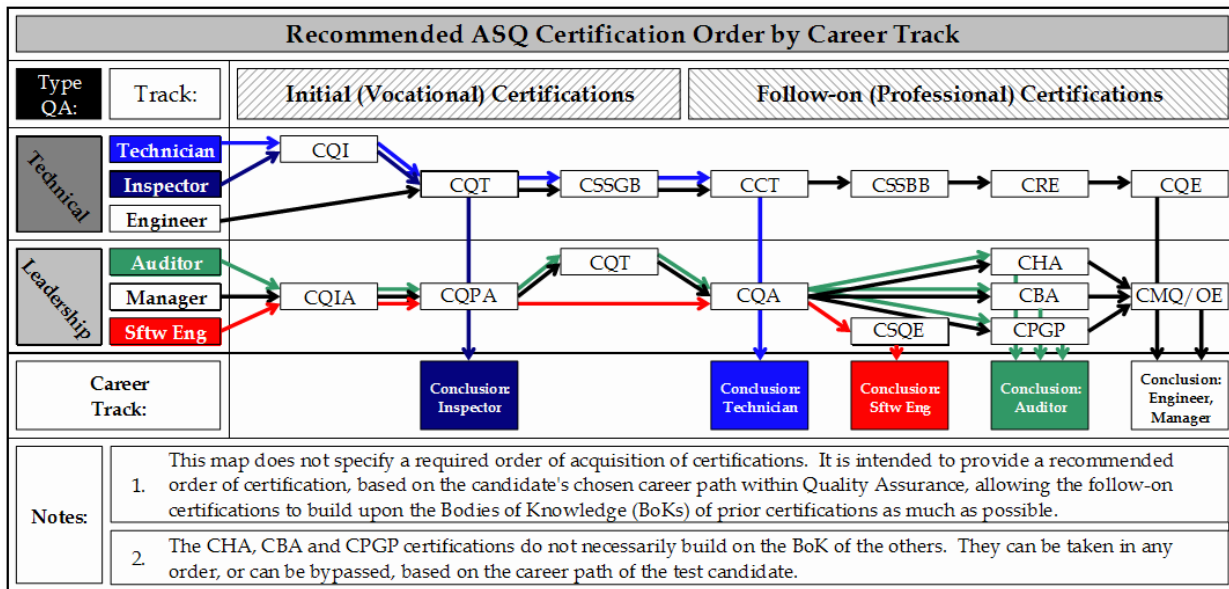 Recommended ASQ Certification Order by Career Track
Type
QA:
Track:
Initial (Vocational) Certifications
Follow-on (Professional) Certifications
Technical
Technician
Inspector
Engineer
CQI
CQT
CSSGB
CCT
CSSBB
CRE
CQE
Leadership
Auditor
Manager
Sftw Eng
CQIA
CQPA
CQT
CQA
CSQE
CHA
CBA
CPGP
CMQ/OE
Career
Track:
Conclusion:
Inspector
Conclusion:
Technician
Conclusion:
Sftw Eng
Conclusion:
Auditor
Conclusion:
Engineer,
Manager
Notes:
1. This map does not specify a required order of acquisition of certifications. It is intended to provide a recommended
order of certification, based on the candidate's chosen career path within Quality Assurance, allowing the follow-on
certifications to build upon the Bodies of Knowledge (BoKs) of prior certifications as much as possible.
2. The CHA, CBA and CPGP certifications do not necessarily build on the BoK of the others. They can be taken in any
order, or can be bypassed, based on the career path of the test candidate.